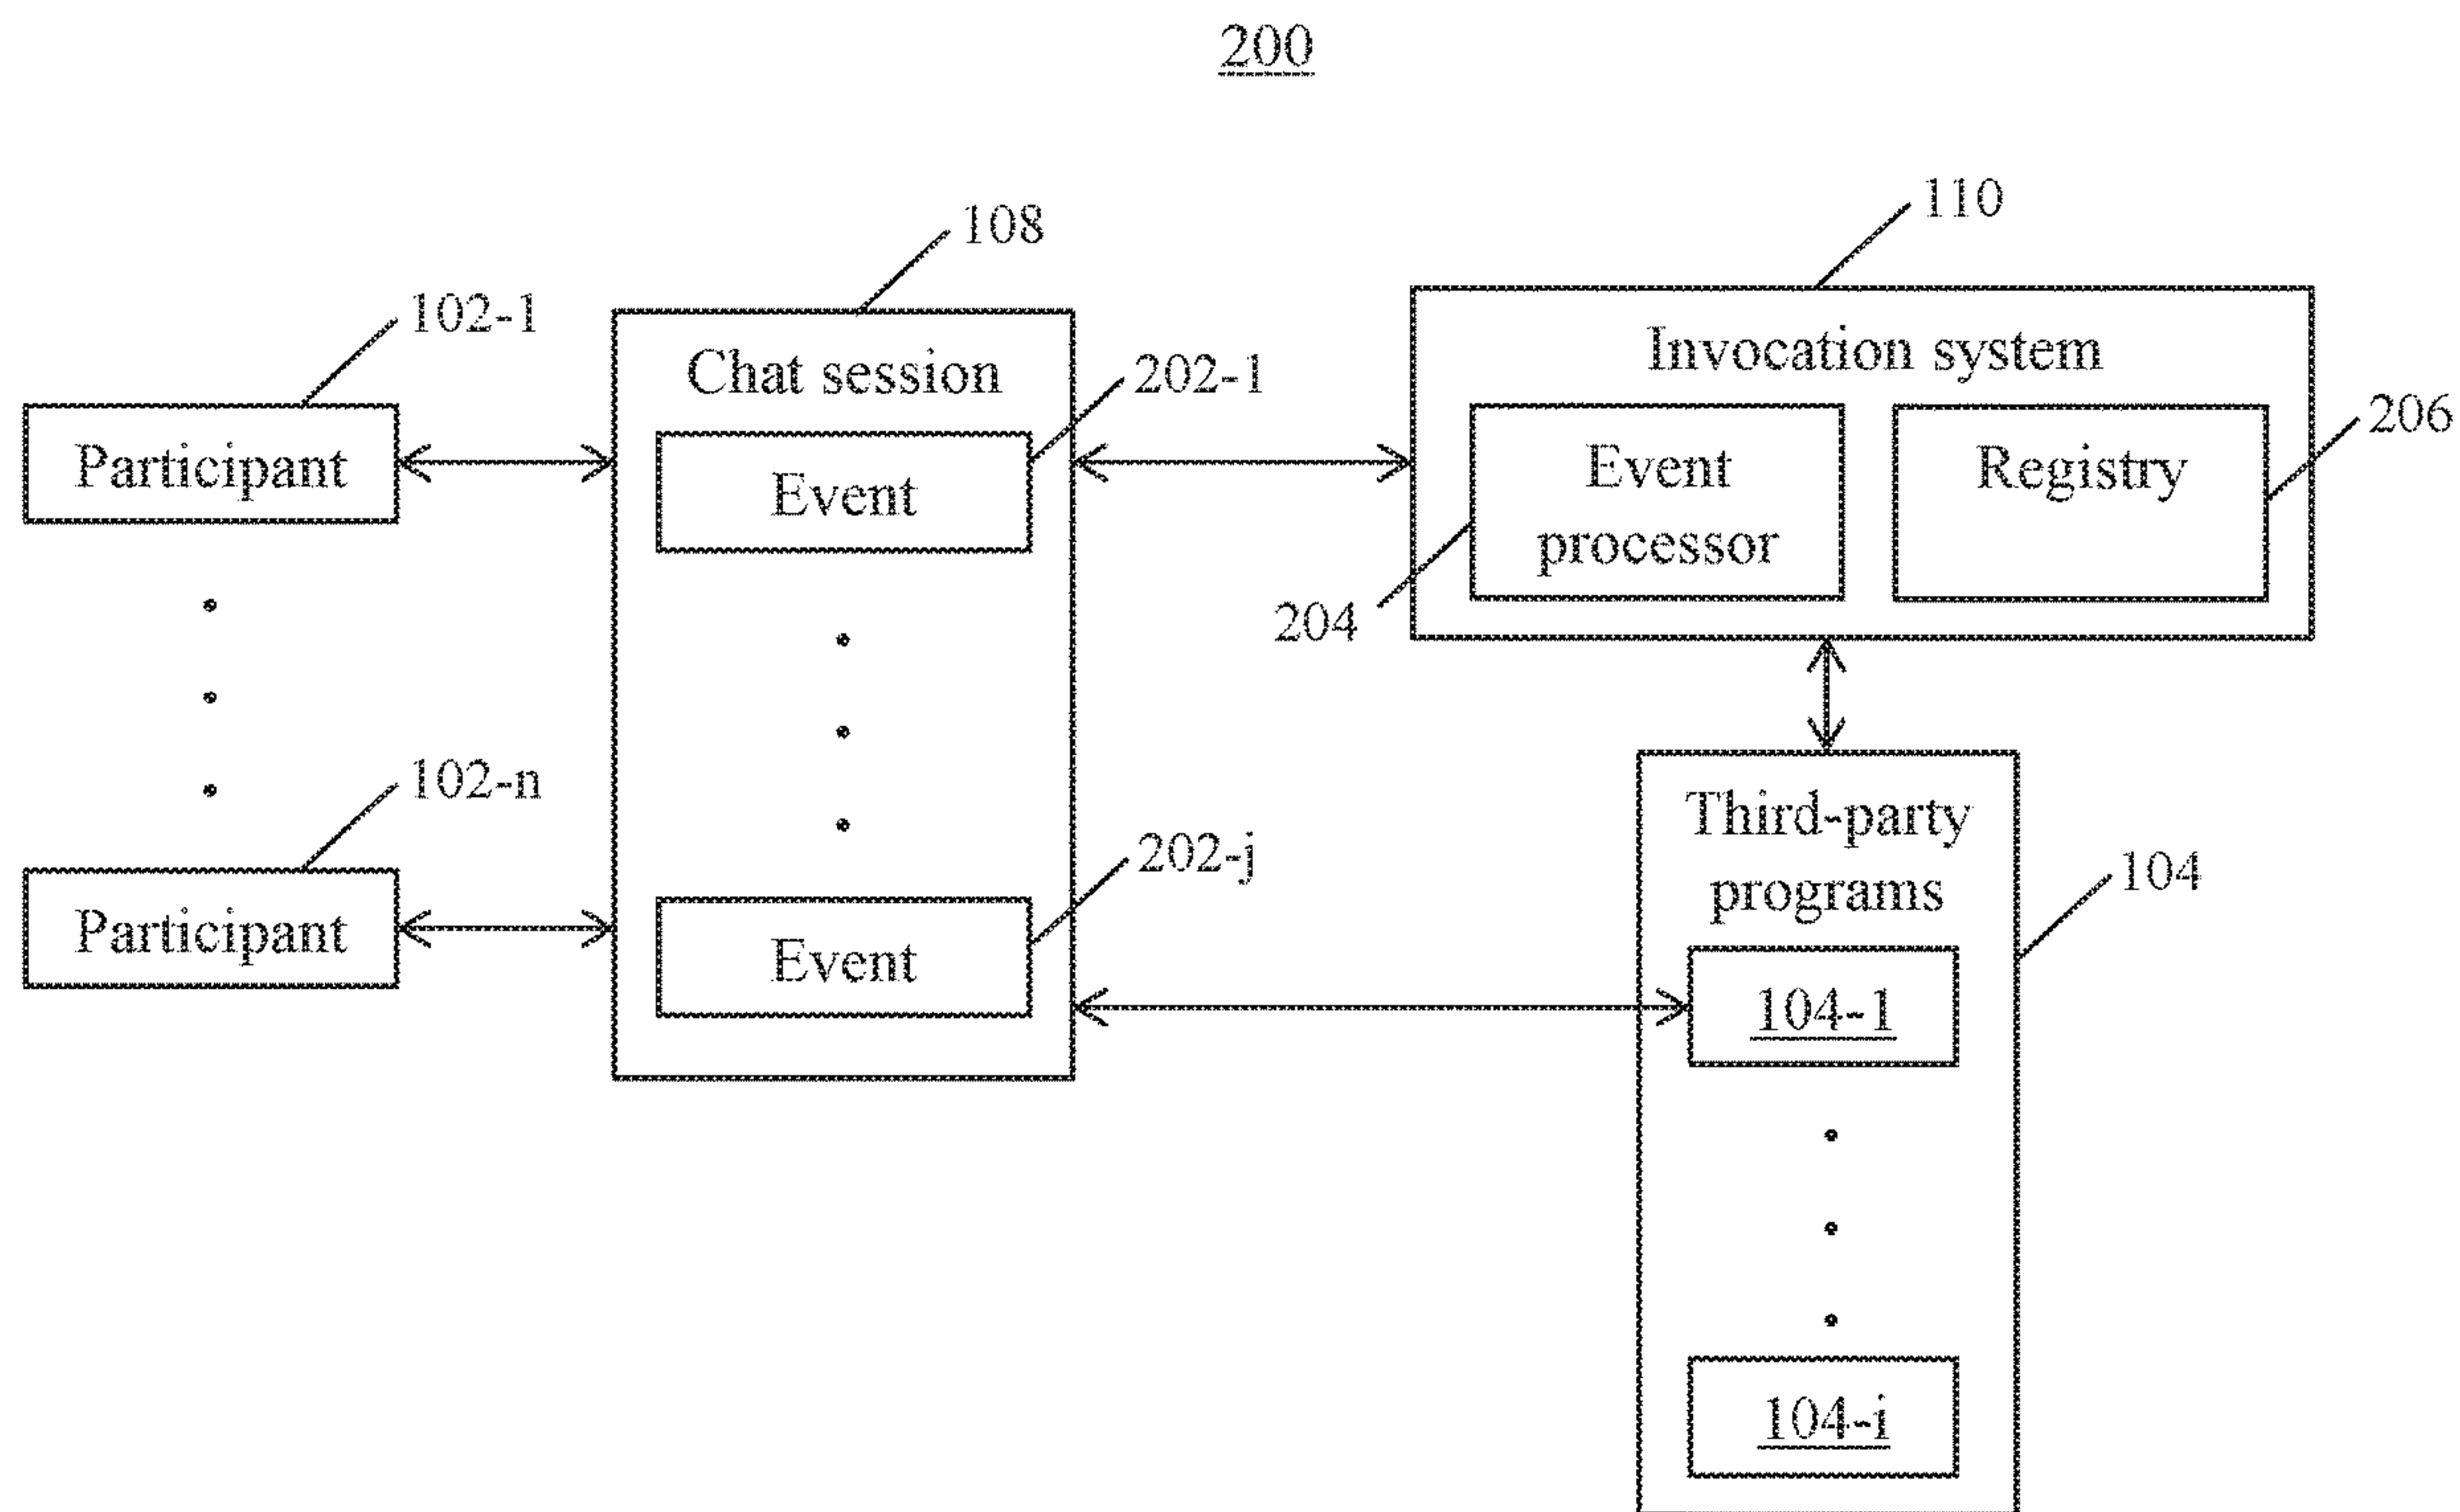 200
110
108
102-1
Chat session
202-1
Invocation system
206
Participant
Event
Event
processor
Registry
204
102-n
Participant
202-j
Event
Third-party
programs
104
104-1
104-i